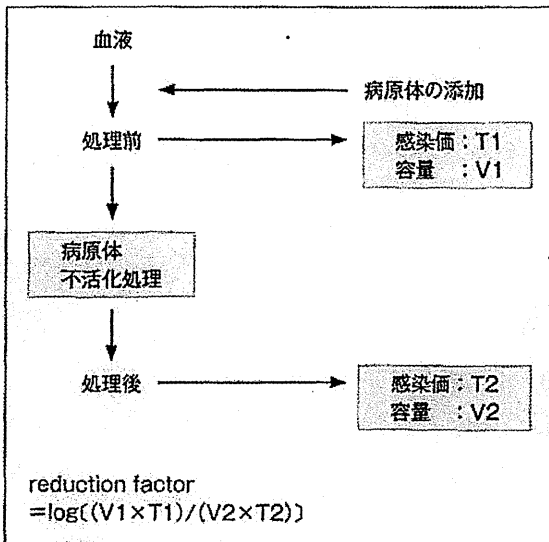 血液
病原体の添加
処理前
感染価：T1
容量　：V1
病原体
不活化処理
処理後
感染価：T2
容量　：V2
reduction factor
=log((V1×T1)/(V2×T2))